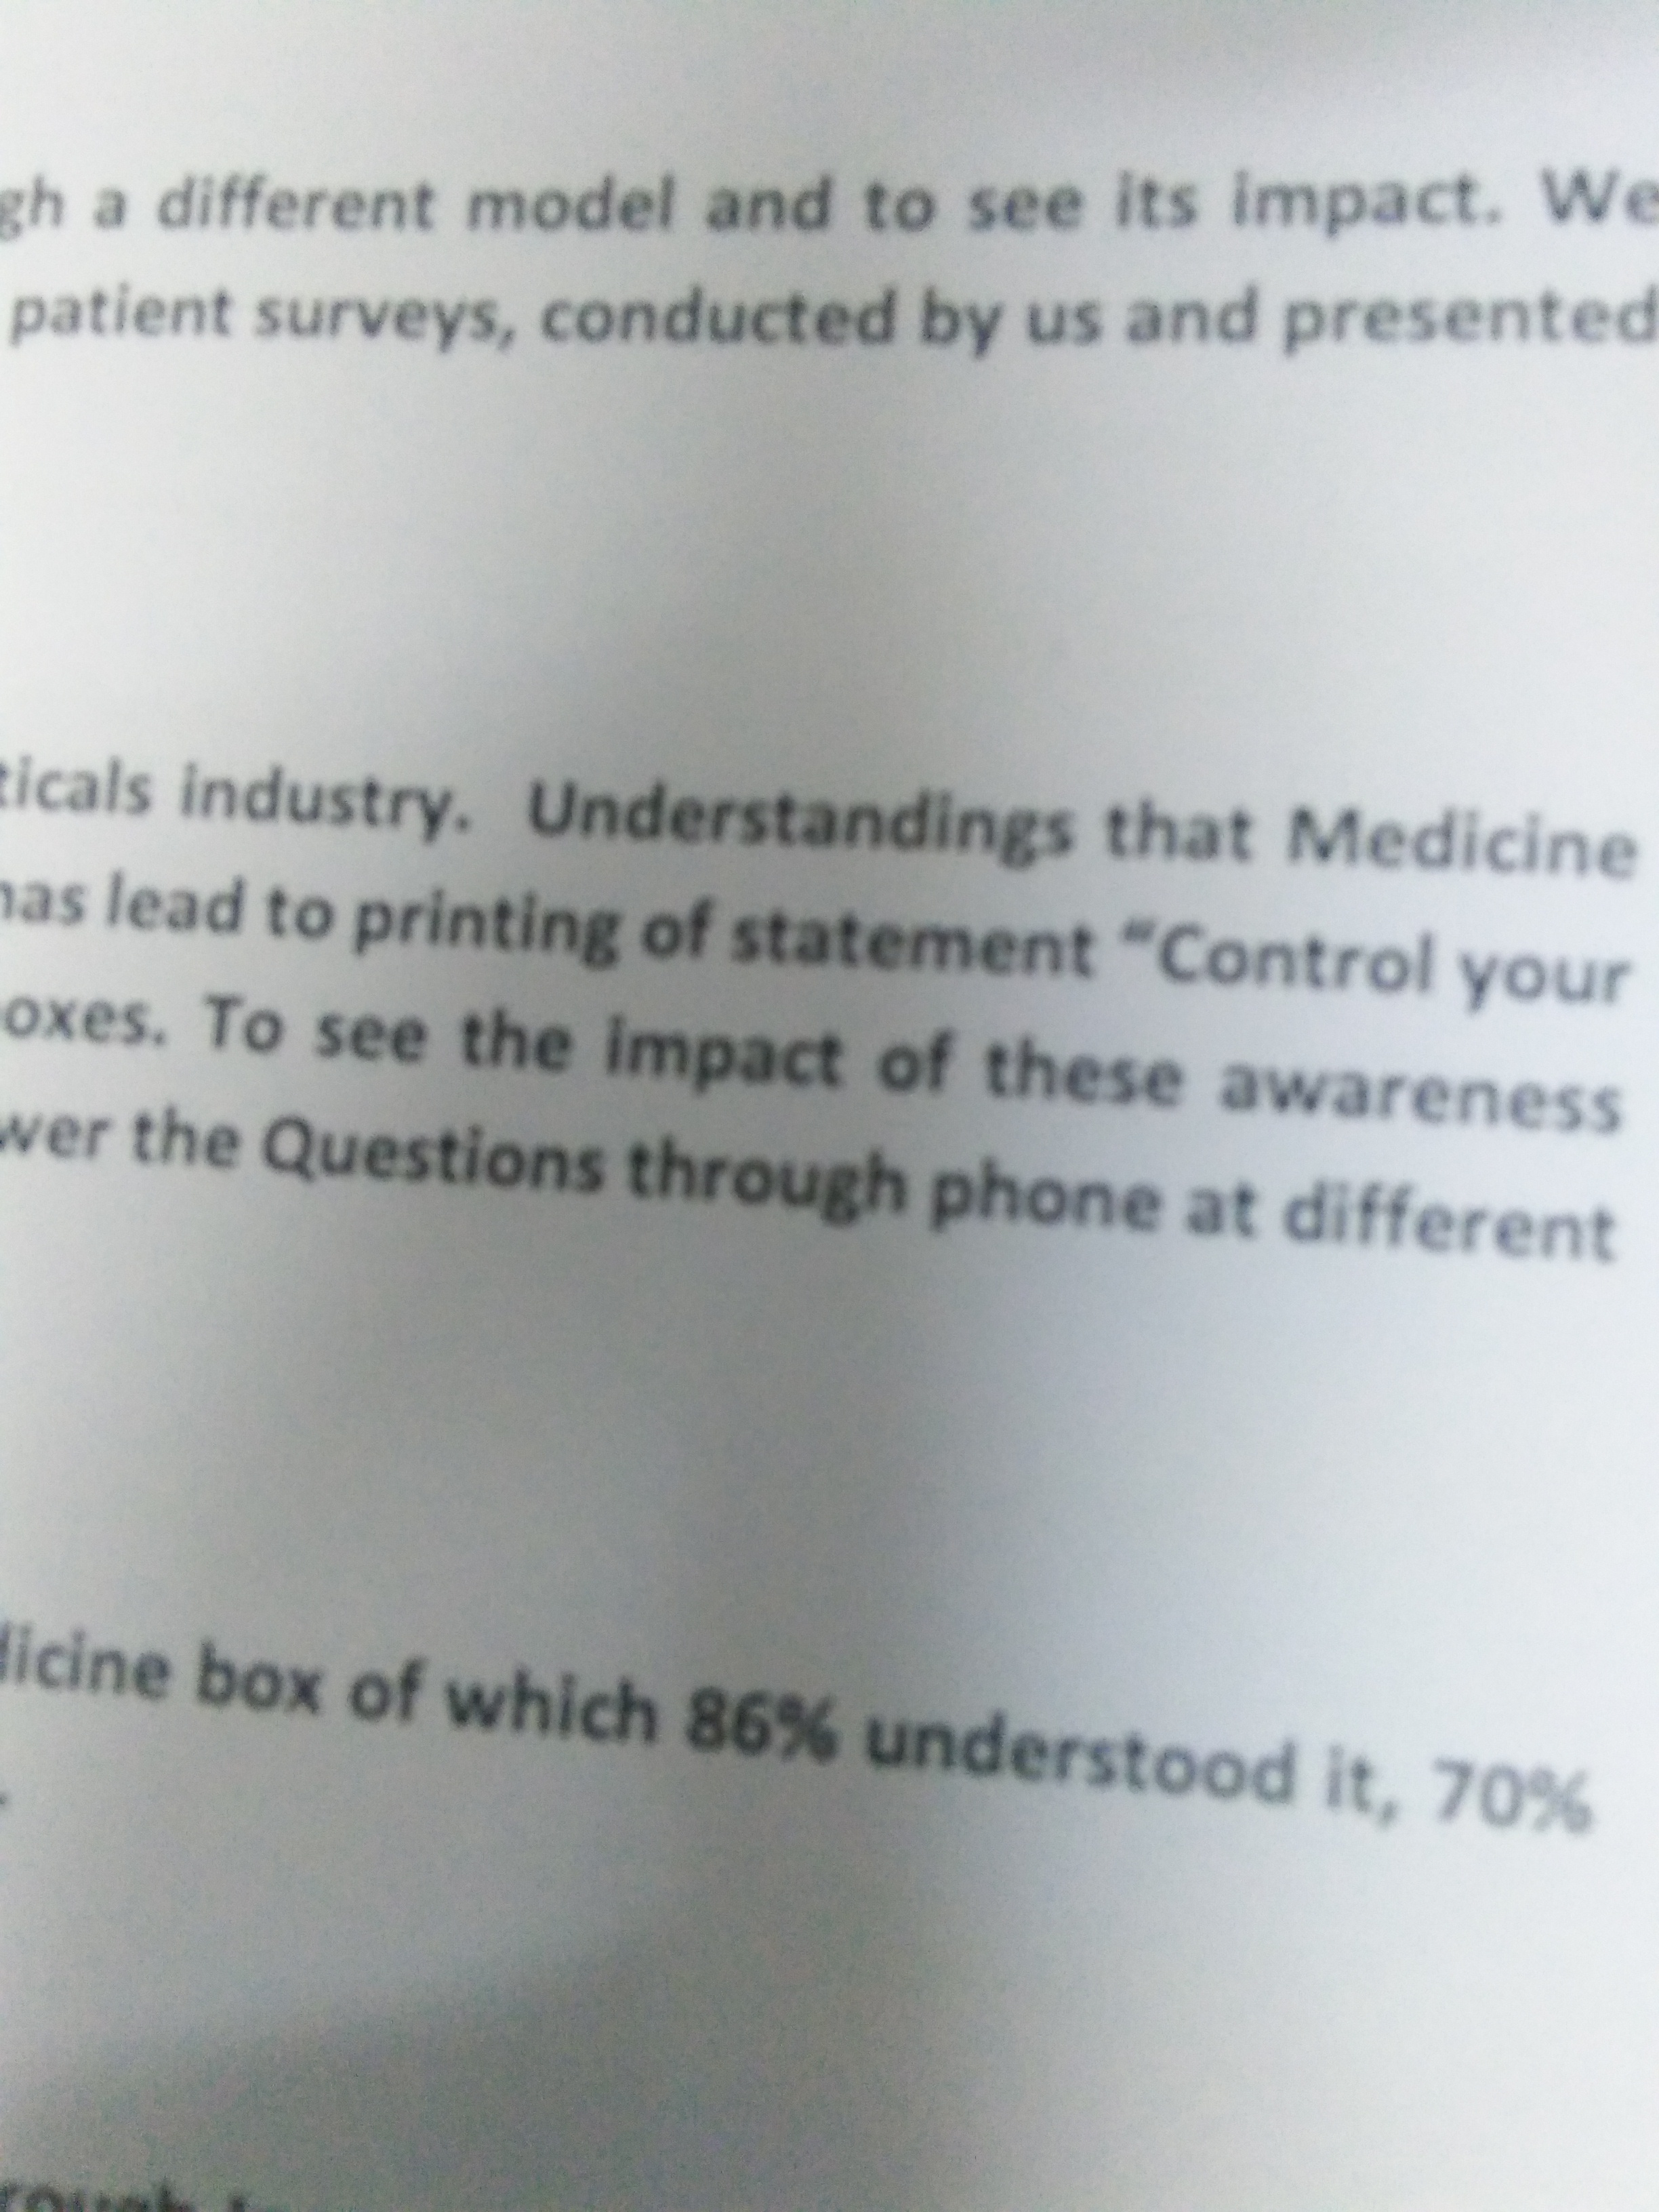 gh a different model and to see its impact. We
patient surveys, conducted by us and presented
ticals industry. Understandings that Medicine
has lead to printing of statement “Control your
oxes. To see the impact of these awareness
wer the Questions through phone at different
dicine box of which 86% understood it, 70%